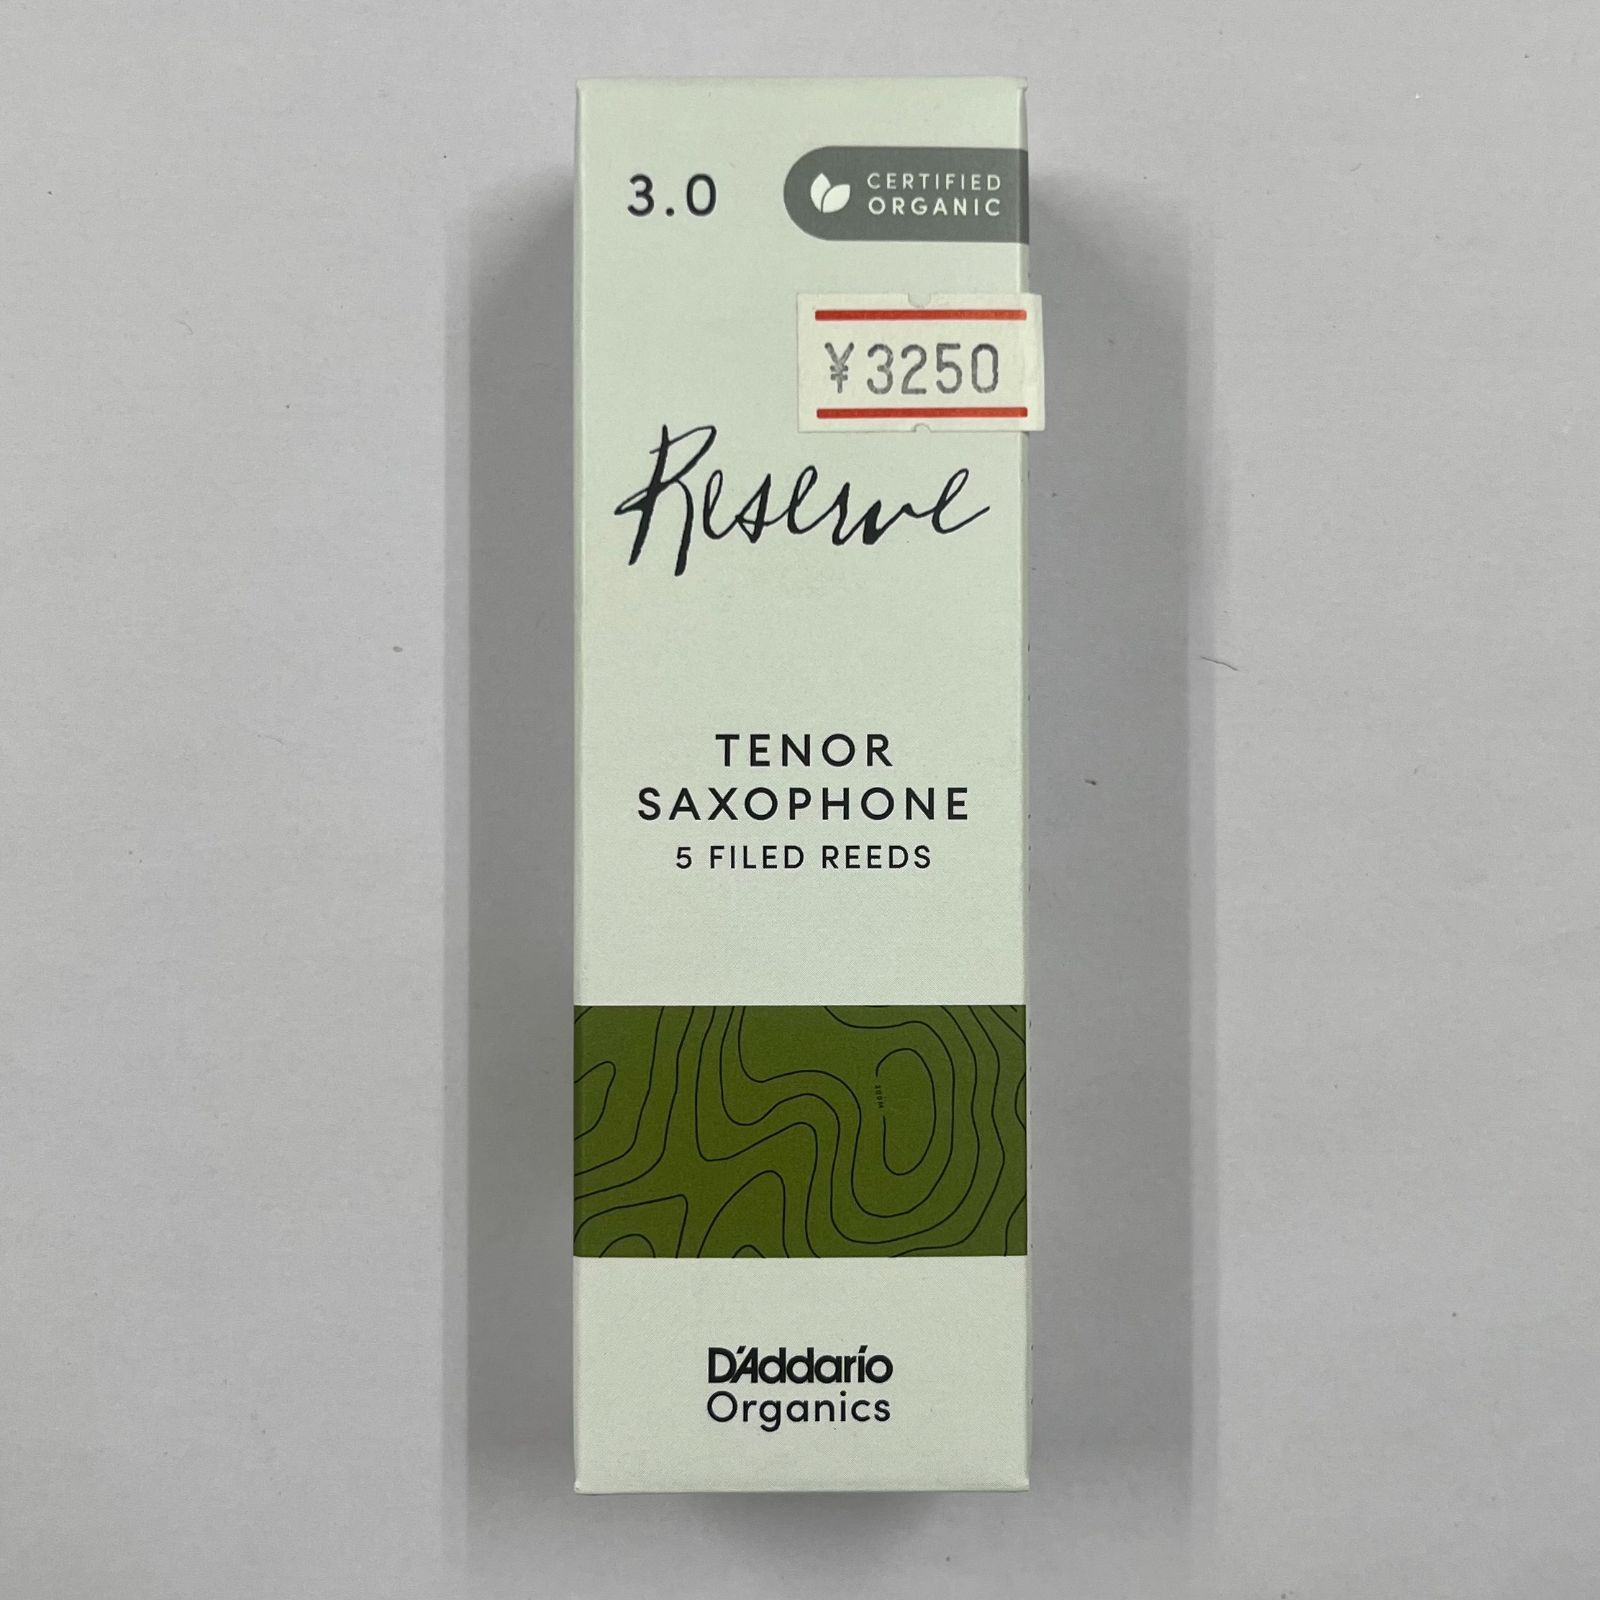 3.0
CERTIFIED
ORGANIC
¥3250
Reserve
TENOR
SAXOPHONE
5 FILED REEDS
D'Addario
Organics